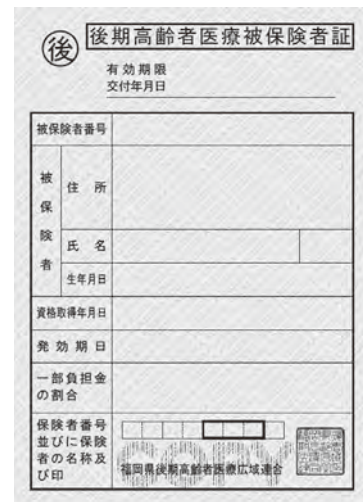 後
後期高齢者医療被保険者証
有効期限
交付年月日
被保険者番号
被保険者
住所
氏名
生年月日
資格取得年月日
発効期日
一部負担金
の割合
保険者番号
並びに保険
者の名称及
び印
COPY
福岡県後期高齢者医療広域連合